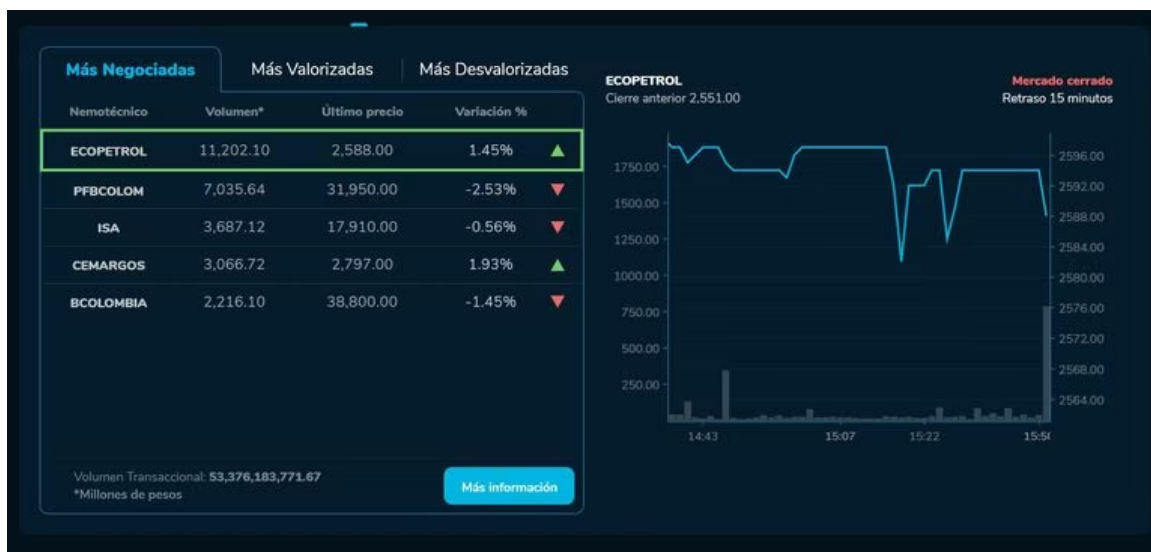 Más Negociadas Más Valorizadas Más Desvalorizadas
Nemotécnico Volumen* Último precio Variación %
ECOPETROL 11,202.10 2,588.00 1.45%
PFBCOLOM 7,035.64 31,950.00 -2.53%
ISA 3,687.12 17,910.00 -0.56%
CEMARGOS 3,066.72 2,797.00 1.93%
BCOLOMBIA 2,216.10 38,800.00 -1.45%
Volumen Transaccional: 53,376,183,771.67
*Millones de pesos
Más información
ECOPETROL Mercado cerrado
Cierre anterior 2,551.00 Retraso 15 minutos
1750.00
1500.00
1250.00
1000.00
750.00
500.00
250.00
2596.00
2592.00
2588.00
2584.00
2580.00
2576.00
2572.00
2568.00
2564.00
14:43 15:07 15:22